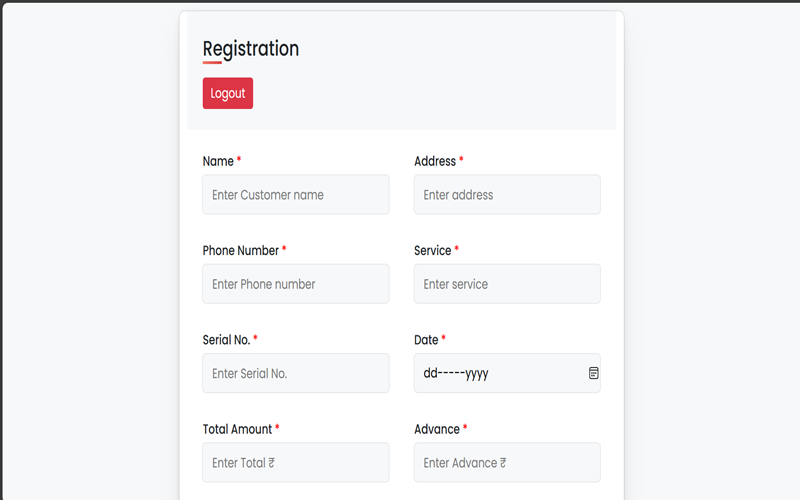 Registration
Logout
Name *
Address *
Enter Customer name
Enter address
Phone Number *
Service *
Enter Phone number
Enter service
Serial No. *
Date *
Enter Serial No.
dd-----yyyy
Total Amount *
Advance *
Enter Total ₹
Enter Advance ₹